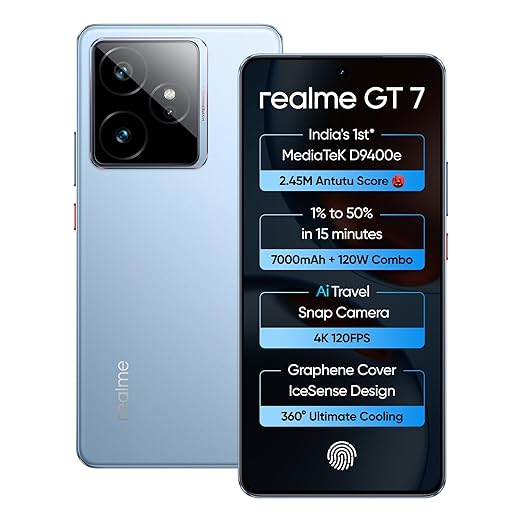 realme
realme GT 7
India's 1st*
MediaTeK D9400e
2.45M Antutu Score
1% to 50%
in 15 minutes
7000mAh + 120W Combo
Ai Travel
Snap Camera
4K 120FPS
Graphene Cover
IceSense Design
360° Ultimate Cooling